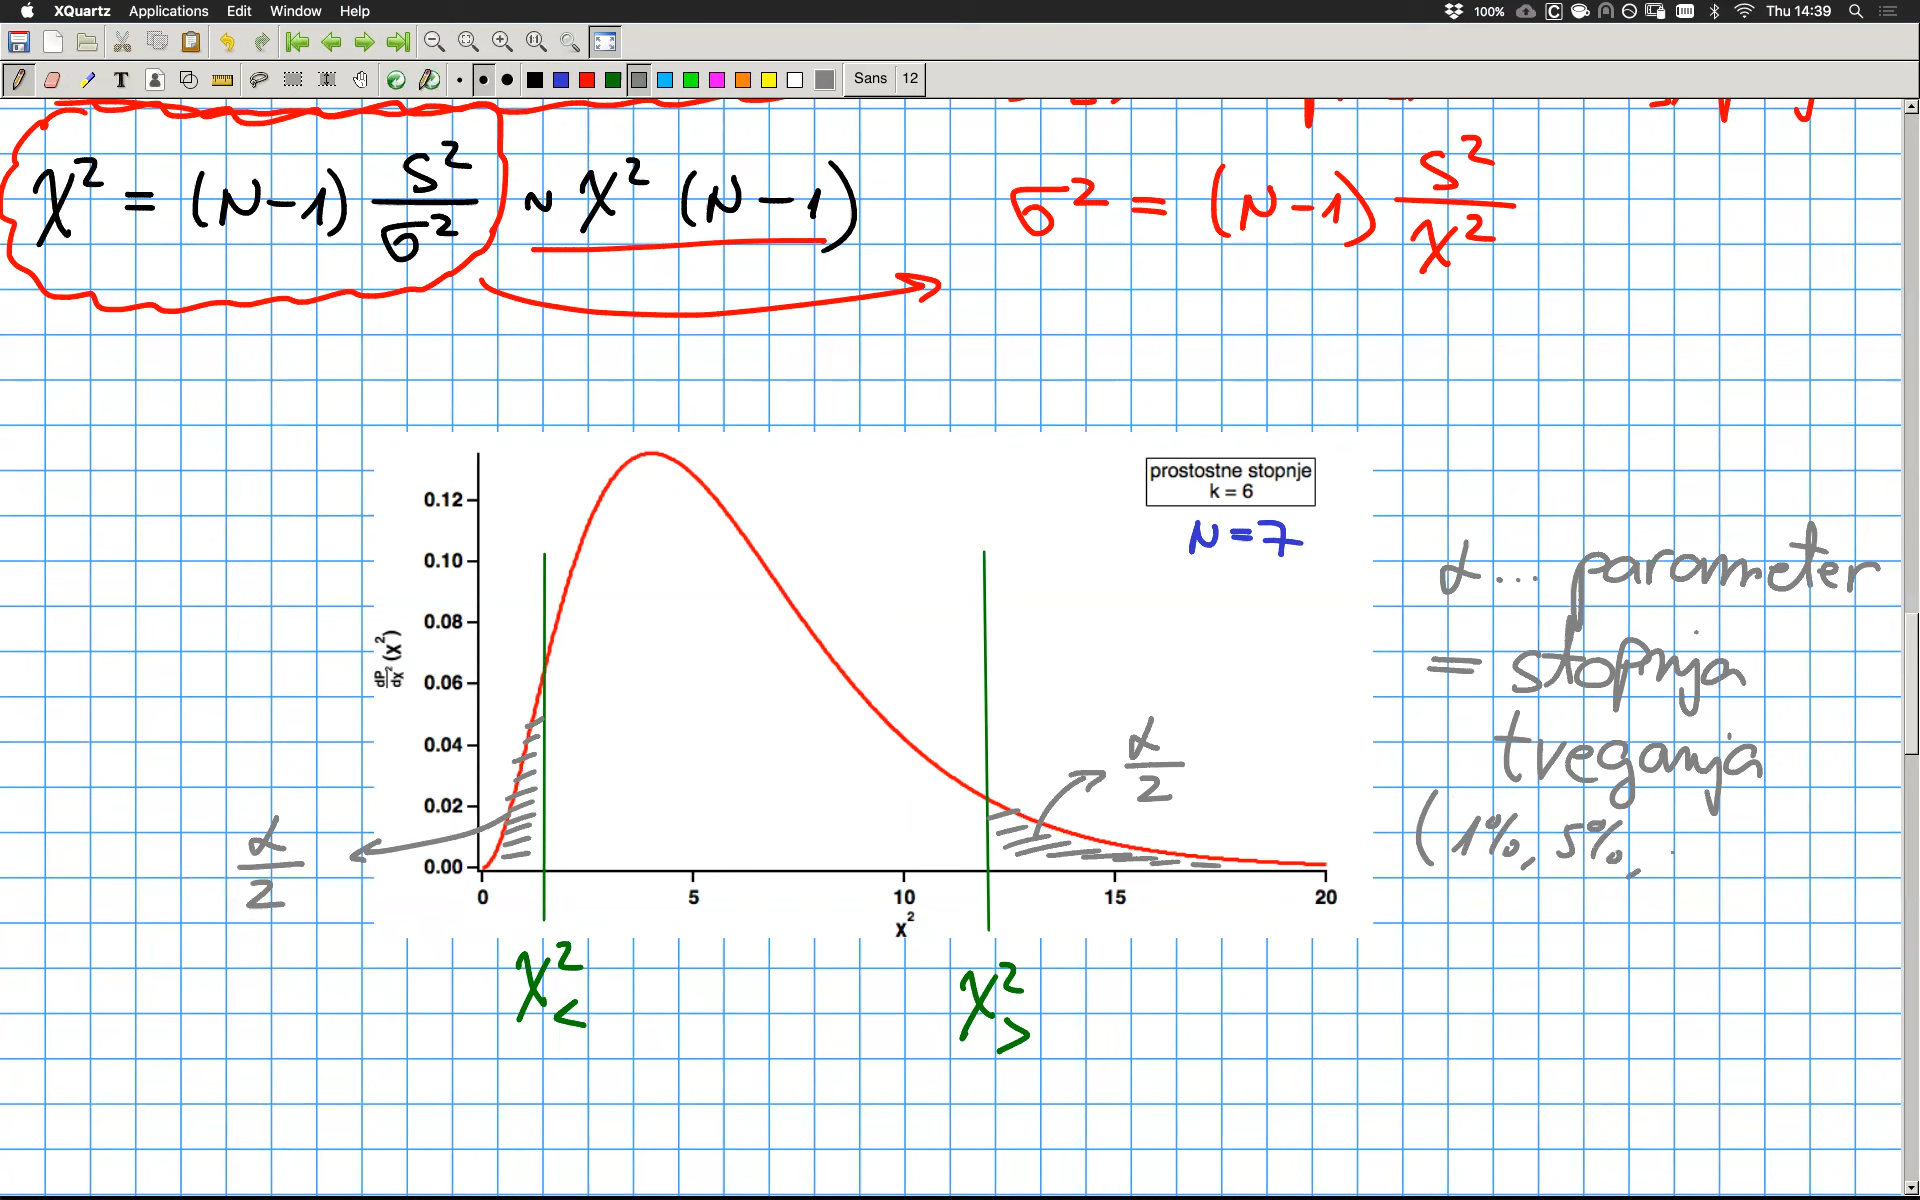 XQuartz Applications Edit Window Help
100% Thu 14:39
Sans 12
χ² = (N-1) s²/σ² ~ χ² (N-1)
σ² = (N-1) s²/χ²
prostostne stopnje
k = 6
N = 7
0.12
0.10
0.08
0.06
0.04
0.02
0.00
dP/dχ² (χ²)
0 5 10 15 20
χ²
α/2
α/2
χ²<
χ²>
α... parameter
= stopnja
tveganja
(1%, 5%,